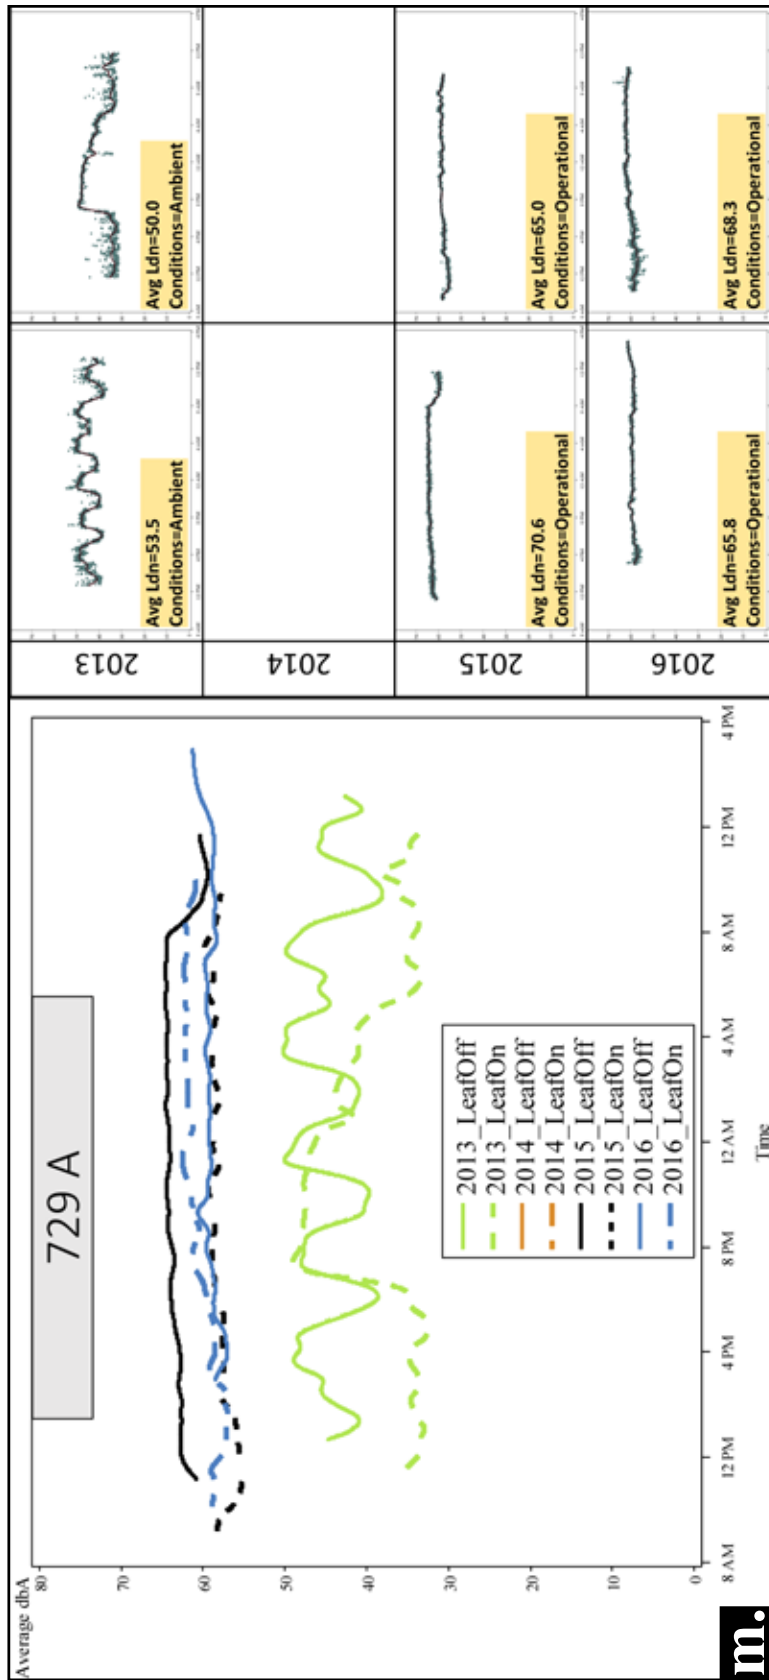 Average dbA
80
70
60
50
40
30
20
10
0
8 AM
12 PM
4 PM
8 PM
12 AM
4 AM
8 AM
12 PM
4 PM
Time
729 A
2013_LeafOff
2013_LeafOn
2014_LeafOff
2014_LeafOn
2015_LeafOff
2015_LeafOn
2016_LeafOff
2016_LeafOn
2013
Avg Ldn=53.5
Conditions=Ambient
Avg Ldn=50.0
Conditions=Ambient
2014
2015
Avg Ldn=70.6
Conditions=Operational
Avg Ldn=65.0
Conditions=Operational
2016
Avg Ldn=65.8
Conditions=Operational
Avg Ldn=68.3
Conditions=Operational
m.